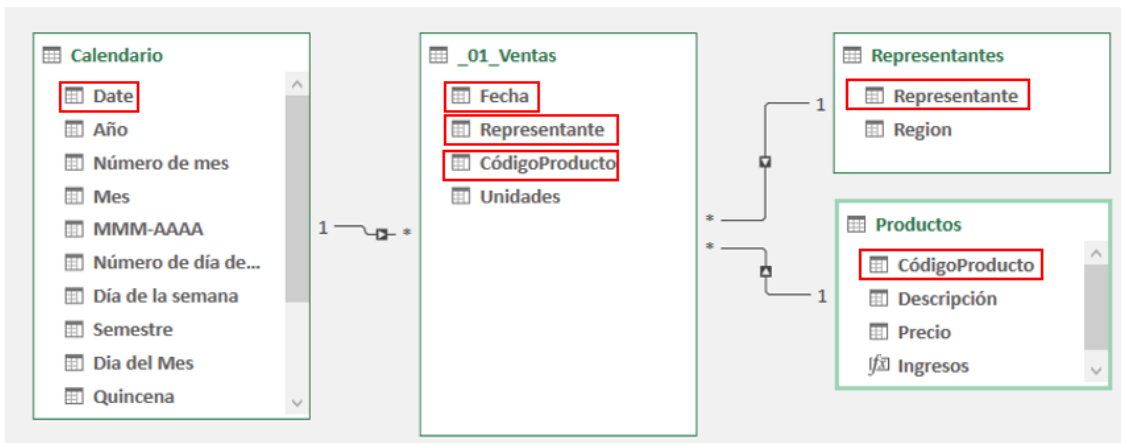 Calendario
Date
Año
Número de mes
Mes
MMM-AAAA
Número de día de...
Día de la semana
Semestre
Dia del Mes
Quincena
1
*
_01_Ventas
Fecha
Representante
CódigoProducto
Unidades
*
*
1
1
Representantes
Representante
Region
Productos
CódigoProducto
Descripción
Precio
fx Ingresos